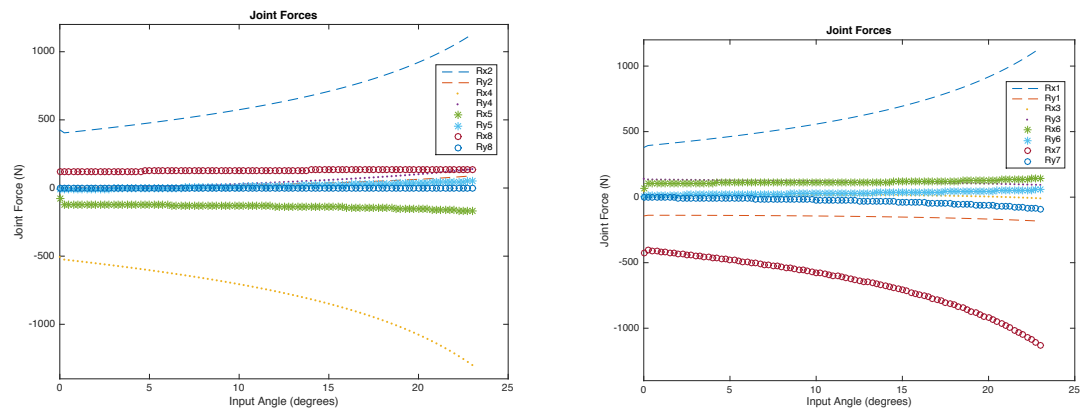 Joint Forces
1000
500
0
-500
-1000
Joint Force (N)
0
5
10
15
20
25
Input Angle (degrees)
Rx2
Ry2
Rx4
Ry4
Rx5
Ry5
Rx8
Ry8
Joint Forces
1000
500
0
-500
-1000
Joint Force (N)
0
5
10
15
20
25
Input Angle (degrees)
Rx1
Ry1
Rx3
Ry3
Rx6
Ry6
Rx7
Ry7